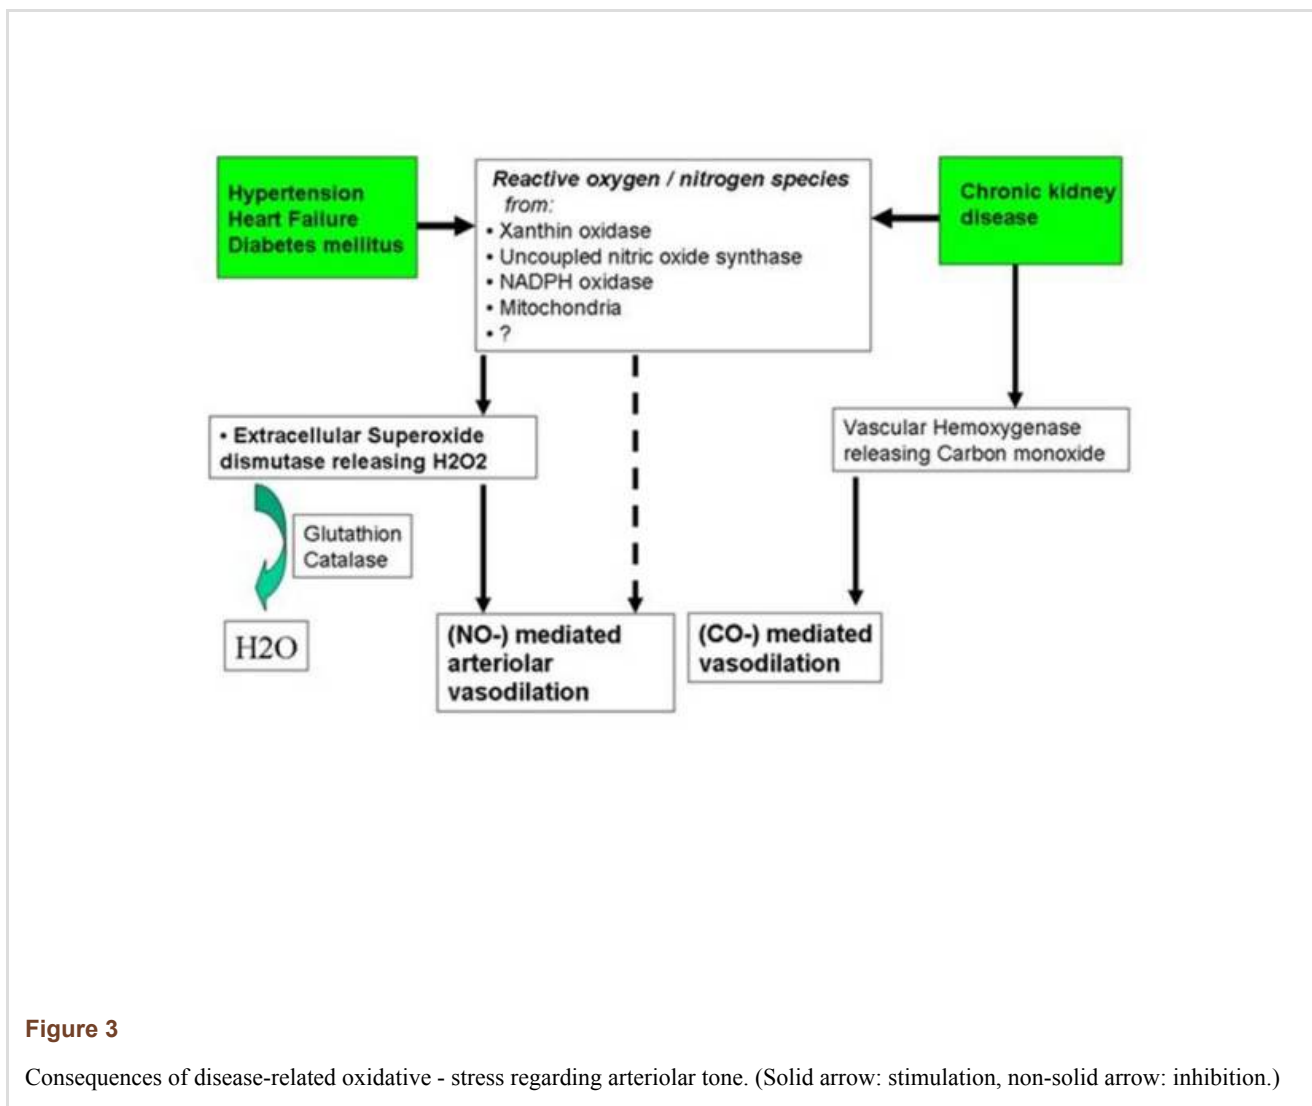 Hypertension
Heart Failure
Diabetes mellitus
Reactive oxygen / nitrogen species
from:
• Xanthin oxidase
• Uncoupled nitric oxide synthase
• NADPH oxidase
• Mitochondria
• ?
Chronic kidney
disease
• Extracellular Superoxide
dismutase releasing H2O2
Vascular Hemoxygenase
releasing Carbon monoxide
Glutathion
Catalase
H2O
(NO-) mediated
arteriolar
vasodilation
(CO-) mediated
vasodilation
Figure 3
Consequences of disease-related oxidative - stress regarding arteriolar tone. (Solid arrow: stimulation, non-solid arrow: inhibition.)